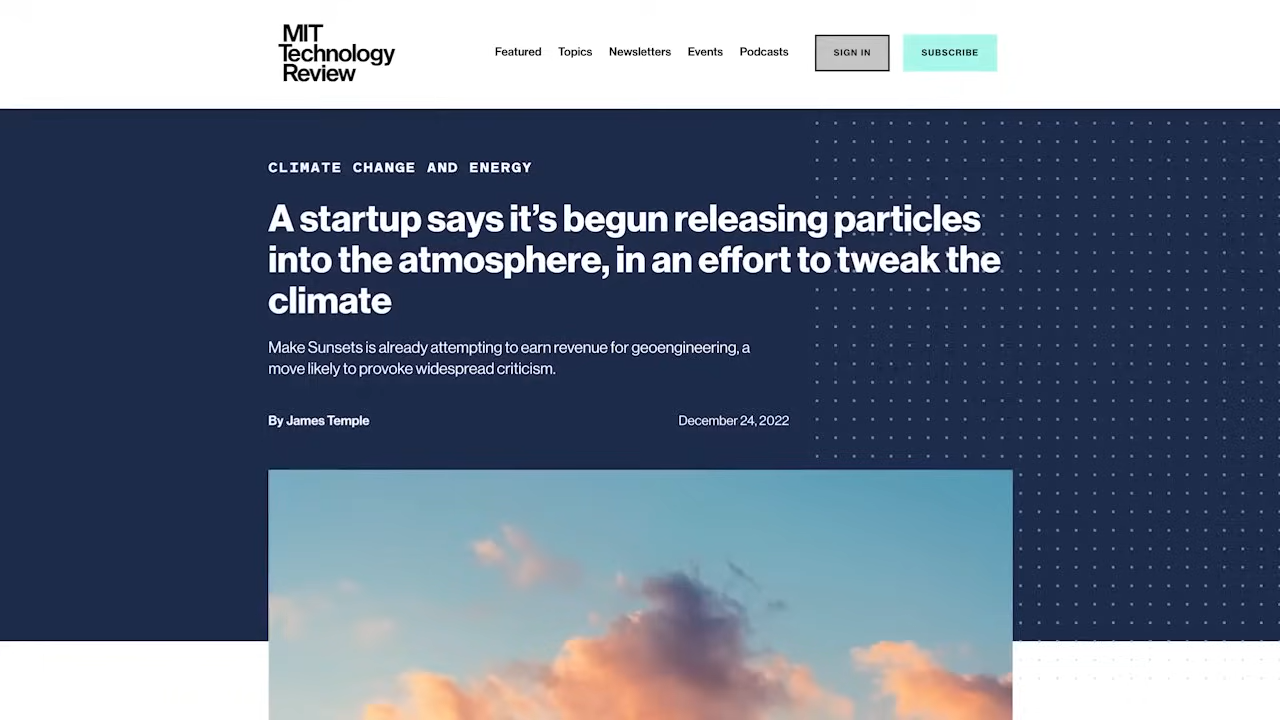 MIT
Technology
Review
Featured Topics Newsletters Events Podcasts SIGN IN SUBSCRIBE
CLIMATE CHANGE AND ENERGY
A startup says it’s begun releasing particles
into the atmosphere, in an effort to tweak the
climate
Make Sunsets is already attempting to earn revenue for geoengineering, a
move likely to provoke widespread criticism.
By James Temple December 24, 2022